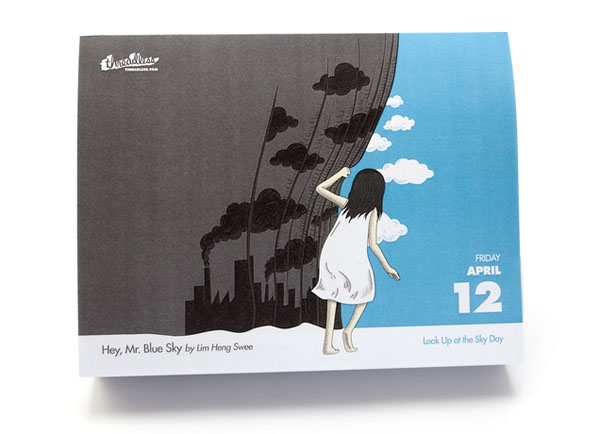 threadless
THREADLESS.COM
FRIDAY
APRIL
12
Hey, Mr. Blue Sky by Lim Heng Swee
Look Up at the Sky Day